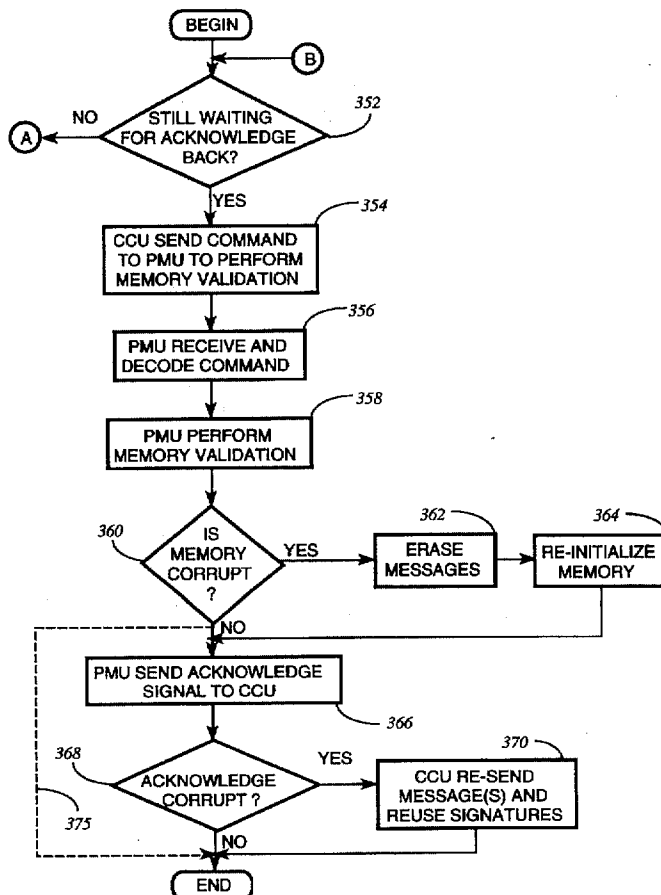 BEGIN
B
352
STILL WAITING
FOR ACKNOWLEDGE
BACK?
NO
A
YES
354
CCU SEND COMMAND
TO PMU TO PERFORM
MEMORY VALIDATION
356
PMU RECEIVE AND
DECODE COMMAND
358
PMU PERFORM
MEMORY VALIDATION
360
IS
MEMORY
CORRUPT
?
YES
362
ERASE
MESSAGES
364
RE-INITIALIZE
MEMORY
NO
PMU SEND ACKNOWLEDGE
SIGNAL TO CCU
366
368
ACKNOWLEDGE
CORRUPT ?
YES
370
CCU RE-SEND
MESSAGE(S) AND
REUSE SIGNATURES
375
NO
END